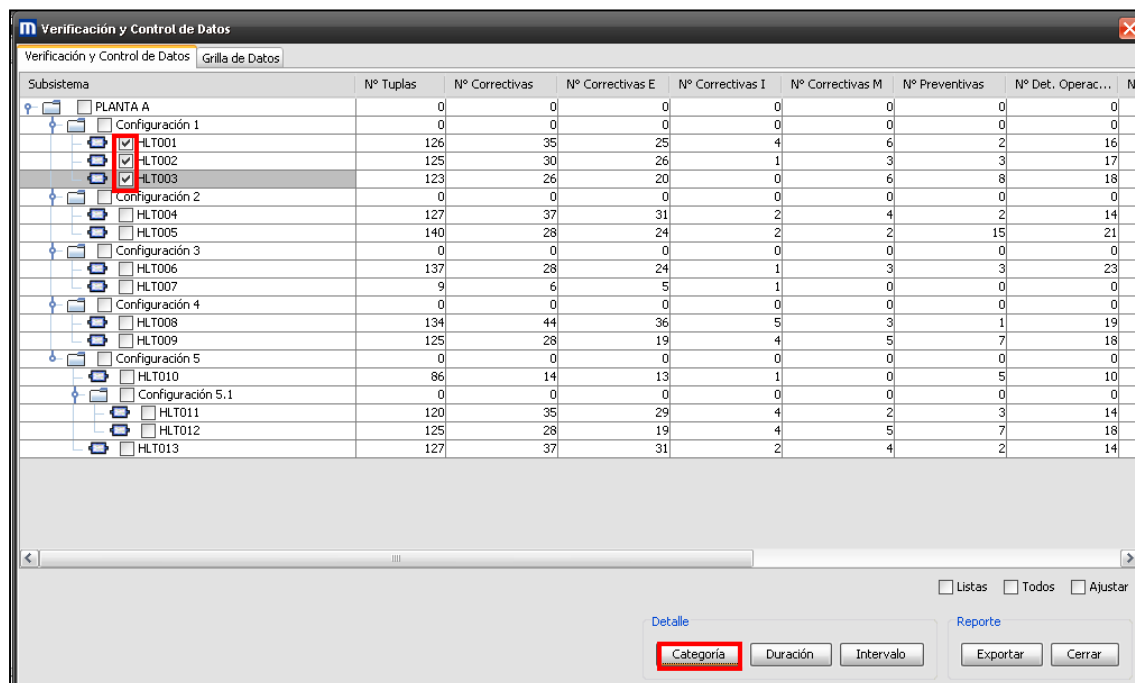 m Verificación y Control de Datos
Verificación y Control de Datos Grilla de Datos
Subsistema Nº Tuplas Nº Correctivas Nº Correctivas E Nº Correctivas I Nº Correctivas M Nº Preventivas Nº Det. Operac... N
PLANTA A 0 0 0 0 0 0 0
Configuración 1 0 0 0 0 0 0 0
HLT001 126 35 25 4 6 2 16
HLT002 125 30 26 1 3 3 17
HLT003 123 26 20 0 6 8 18
Configuración 2 0 0 0 0 0 0 0
HLT004 127 37 31 2 4 2 14
HLT005 140 28 24 2 2 15 21
Configuración 3 0 0 0 0 0 0 0
HLT006 137 28 24 1 3 3 23
HLT007 9 6 5 1 0 0 0
Configuración 4 0 0 0 0 0 0 0
HLT008 134 44 36 5 3 1 19
HLT009 125 28 19 4 5 7 18
Configuración 5 0 0 0 0 0 0 0
HLT010 86 14 13 1 0 5 10
Configuración 5.1 0 0 0 0 0 0 0
HLT011 120 35 29 4 2 3 14
HLT012 125 28 19 4 5 7 18
HLT013 127 37 31 2 4 2 14
Listas Todos Ajustar
Detalle Reporte
Categoría Duración Intervalo Exportar Cerrar